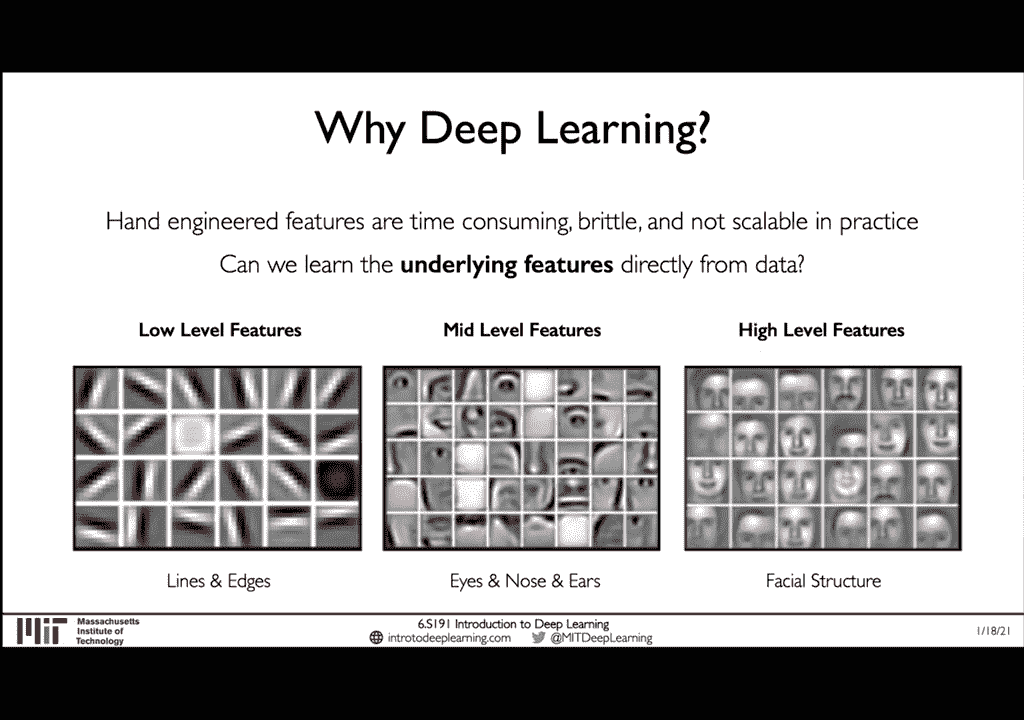 Why Deep Learning?
Hand engineered features are time consuming, brittle, and not scalable in practice
Can we learn the underlying features directly from data?
Low Level Features
Mid Level Features
High Level Features
Lines & Edges
Eyes & Nose & Ears
Facial Structure
Massachusetts
Institute of
Technology
6.S191 Introduction to Deep Learning
introtodeeplearning.com @MITDeepLearning
1/18/21